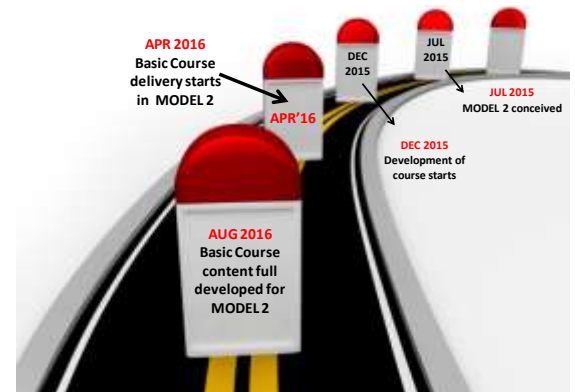 APR 2016
Basic Course
delivery starts
in MODEL 2
APR'16
DEC
2015
JUL
2015
JUL 2015
MODEL 2 conceived
DEC 2015
Development of
course starts
AUG 2016
Basic Course
content full
developed for
MODEL 2